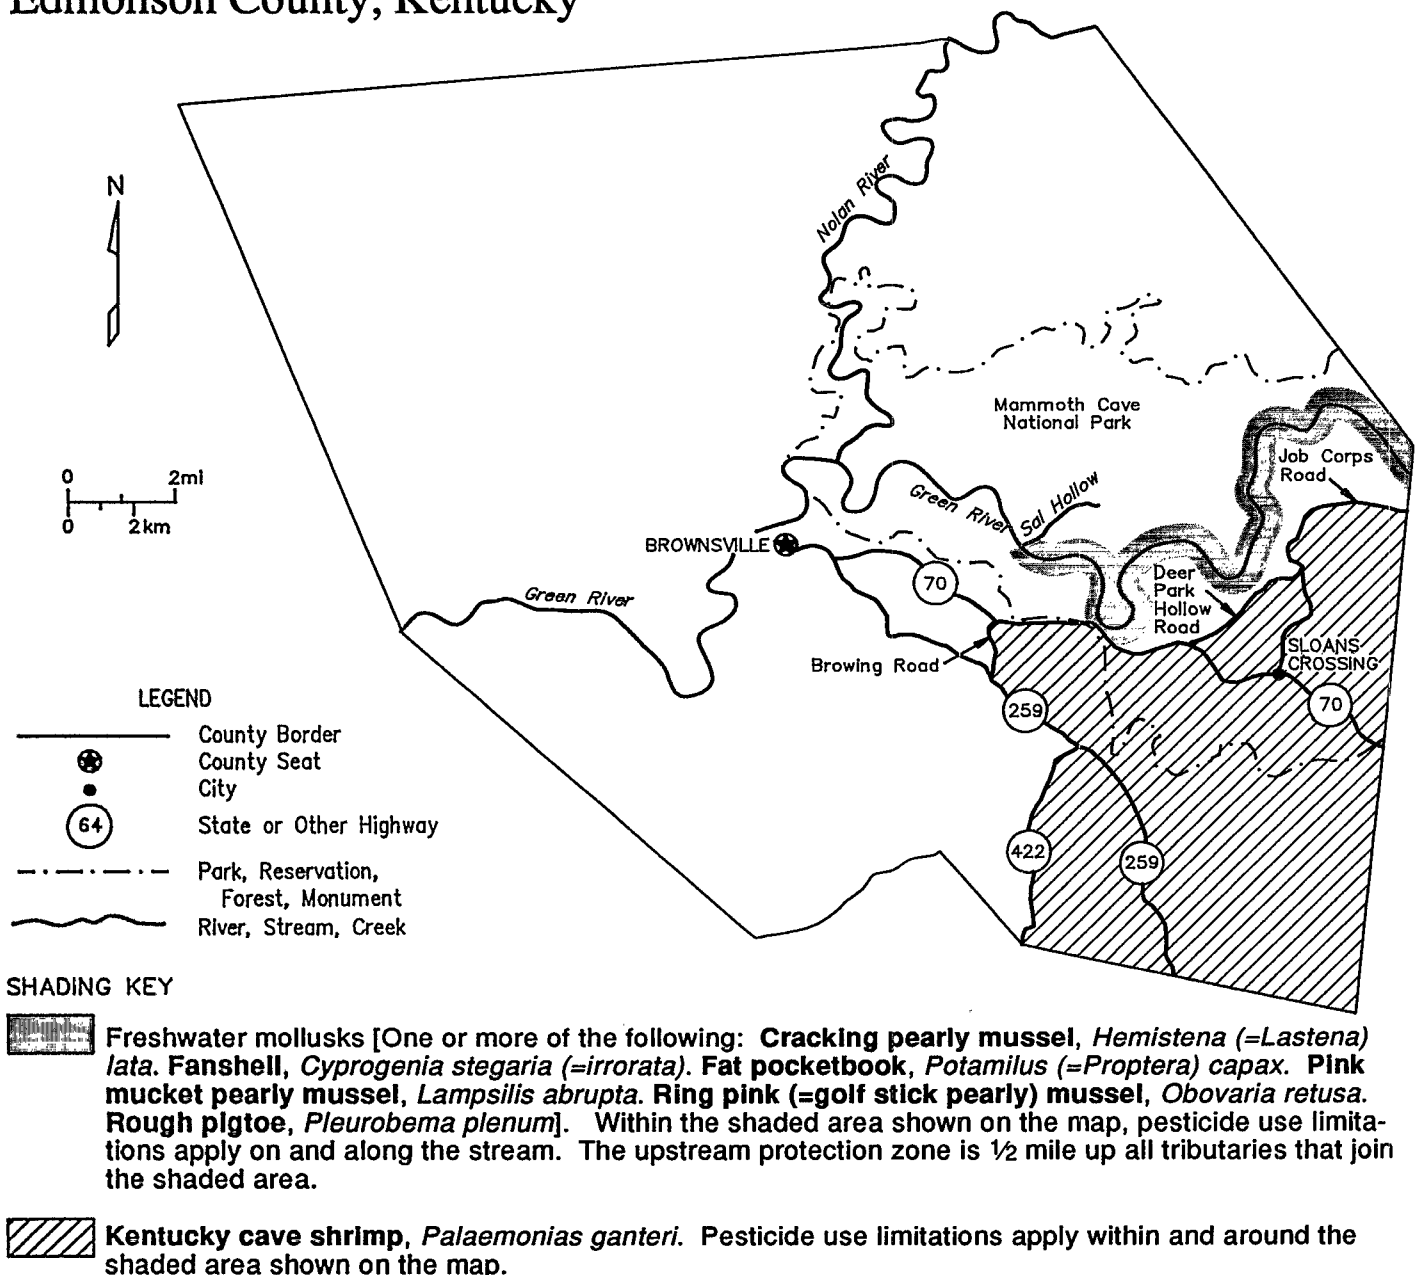 Edmonson County, Kentucky
N
Nolan River
Mammoth Cave
National Park
Job Corps
Road
0 2mi
0 2km
Green River
Sal Hollow
BROWNSVILLE
70
Deer
Park
Hollow
Road
Green River
Browing Road
SLOANS
CROSSING
259
70
422
259
LEGEND
County Border
County Seat
City
64
State or Other Highway
Park, Reservation,
Forest, Monument
River, Stream, Creek
SHADING KEY
Freshwater mollusks [One or more of the following: Cracking pearly mussel, Hemistena (=Lastena)
lata. Fanshell, Cyprogenia stegaria (=irrorata). Fat pocketbook, Potamilus (=Proptera) capax. Pink
mucket pearly mussel, Lampsilis abrupta. Ring pink (=golf stick pearly) mussel, Obovaria retusa.
Rough pigtoe, Pleurobema plenum]. Within the shaded area shown on the map, pesticide use limita-
tions apply on and along the stream. The upstream protection zone is ½ mile up all tributaries that join
the shaded area.
Kentucky cave shrimp, Palaemonias ganteri. Pesticide use limitations apply within and around the
shaded area shown on the map.